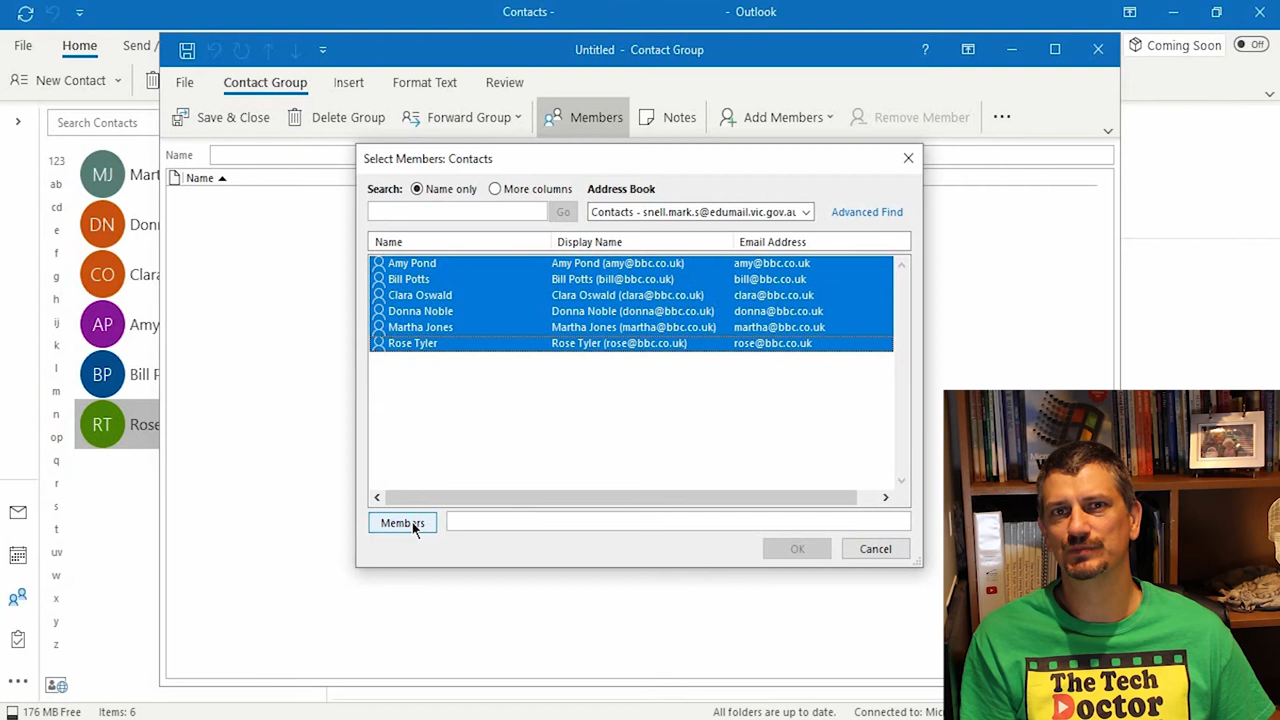 Contacts - - Outlook
File Home Send / Coming Soon Off
New Contact
Search Contacts
123
ab
cd
ef
gh
ij
kl
m
n
op
q
r
s
t
uv
w
x
y
z
MJ Mart
DN Don
CO Clara
AP Amy
BP Bill P
RT Rose
Untitled - Contact Group ?
File Contact Group Insert Format Text Review
Save & Close Delete Group Forward Group Members Notes Add Members Remove Member ...
Name
Name
Select Members: Contacts
Search: Name only More columns Address Book
Go Contacts - snell.mark.s@edumail.vic.gov.au Advanced Find
Name Display Name Email Address
Amy Pond Amy Pond (amy@bbc.co.uk) amy@bbc.co.uk
Bill Potts Bill Potts (bill@bbc.co.uk) bill@bbc.co.uk
Clara Oswald Clara Oswald (clara@bbc.co.uk) clara@bbc.co.uk
Donna Noble Donna Noble (donna@bbc.co.uk) donna@bbc.co.uk
Martha Jones Martha Jones (martha@bbc.co.uk) martha@bbc.co.uk
Rose Tyler Rose Tyler (rose@bbc.co.uk) rose@bbc.co.uk
Members
OK Cancel
The Tech
Doctor
176 MB Free Items: 6 All folders are up to date. Connected to: Mic